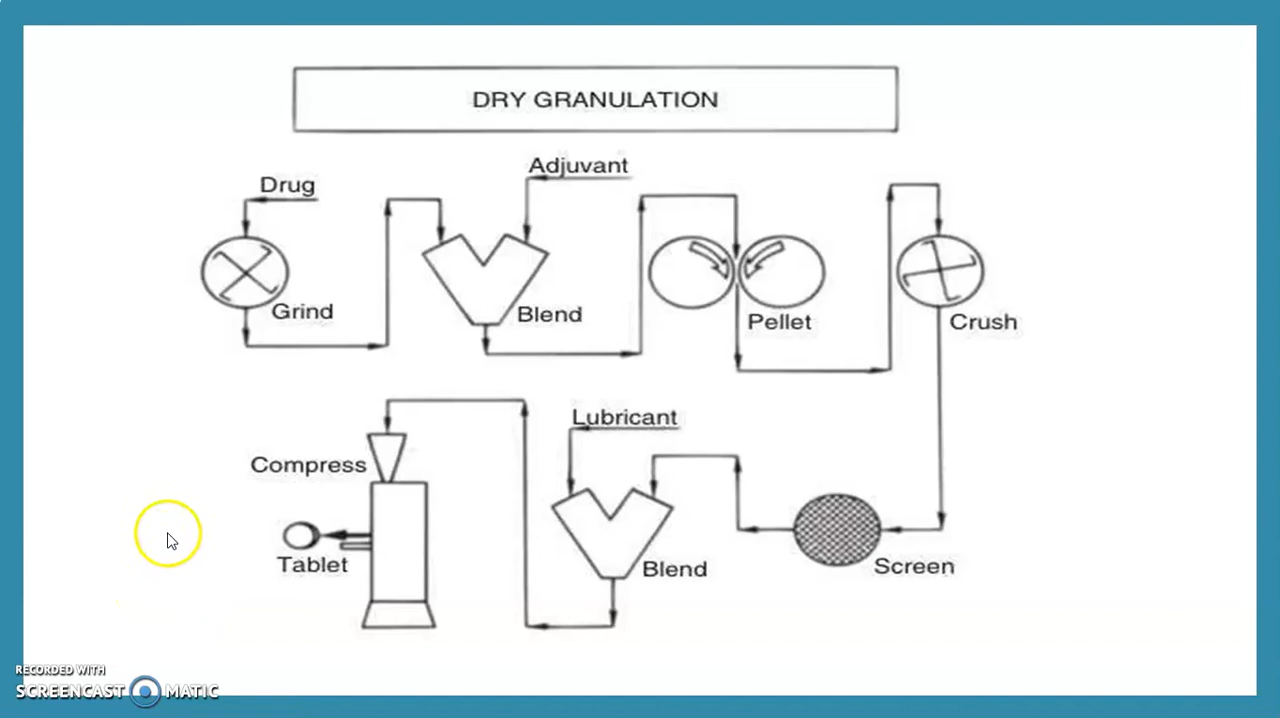 DRY GRANULATION
Adjuvant
Drug
Grind
Blend
Pellet
Crush
Lubricant
Compress
Tablet
Blend
Screen
RECORDED WITH
SCREENCAST MATIC